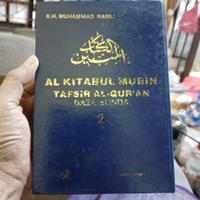 K.H. MUHAMMAD RAMLI
الكتاب المبين
AL KITABUL MUBIN
TAFSIR AL-QUR'AN
BASA SUNDA
2